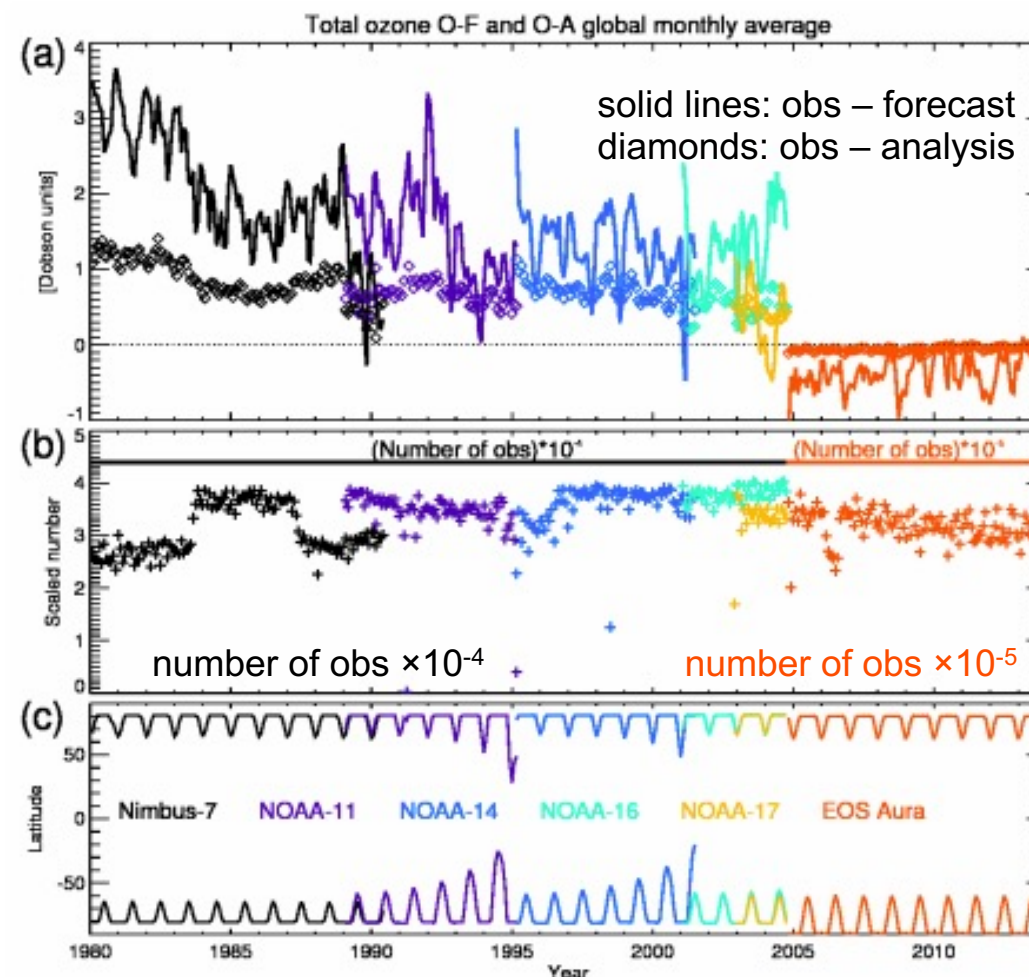 Total ozone O-F and O-A global monthly average
(a)
solid lines: obs – forecast
diamonds: obs – analysis
[Dobson units]
4
3
2
1
0
-1
(b)
(Number of obs)*10
(Number of obs)*10
Scaled number
5
4
3
2
1
0
number of obs ×10-4
number of obs ×10-5
(c)
Latitude
50
0
-50
Nimbus-7 NOAA-11 NOAA-14 NOAA-16 NOAA-17 EOS Aura
1980 1985 1990 1995 2000 2005 2010
Year